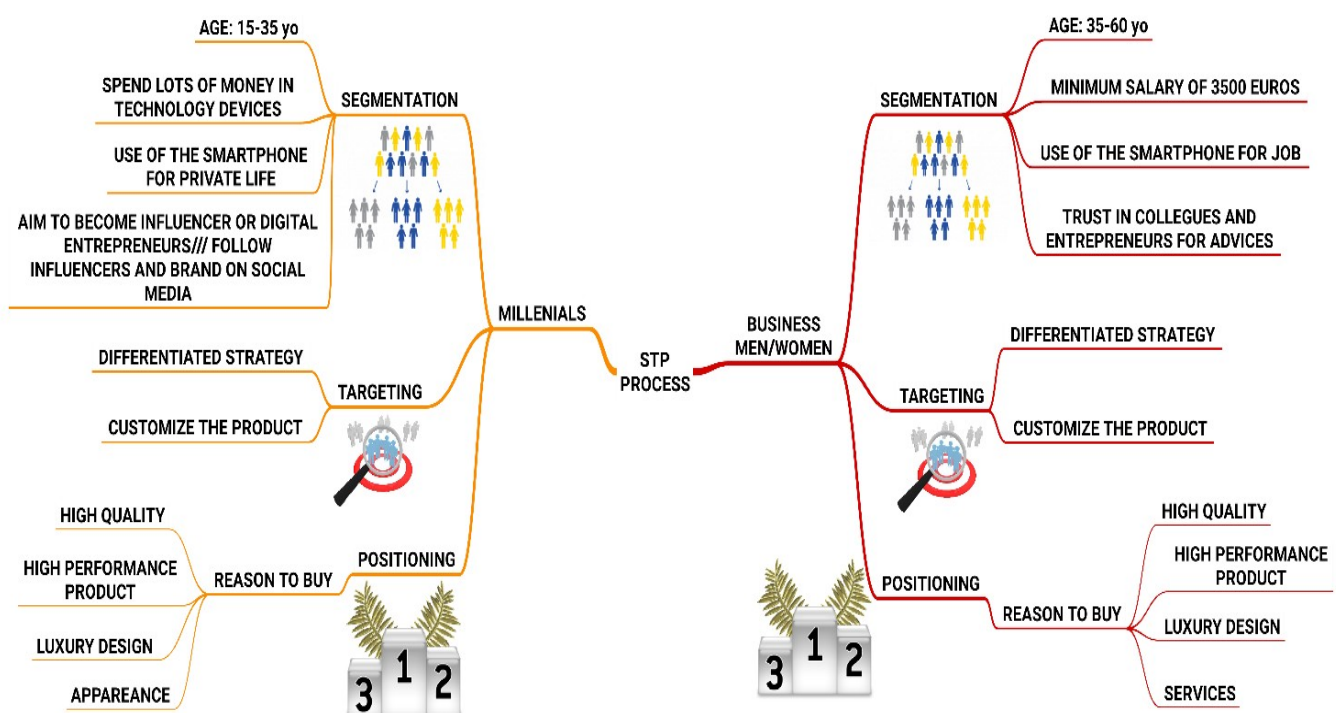 AGE: 15-35 yo
SPEND LOTS OF MONEY IN
TECHNOLOGY DEVICES
SEGMENTATION
USE OF THE SMARTPHONE
FOR PRIVATE LIFE
AIM TO BECOME INFLUENCER OR DIGITAL
ENTREPRENEURS/// FOLLOW
INFLUENCERS AND BRAND ON SOCIAL
MEDIA
MILLENIALS
DIFFERENTIATED STRATEGY
TARGETING
CUSTOMIZE THE PRODUCT
HIGH QUALITY
POSITIONING
HIGH PERFORMANCE
PRODUCT
REASON TO BUY
LUXURY DESIGN
APPAREANCE
3 1 2
STP
PROCESS
AGE: 35-60 yo
SEGMENTATION
MINIMUM SALARY OF 3500 EUROS
USE OF THE SMARTPHONE FOR JOB
TRUST IN COLLEGUES AND
ENTREPRENEURS FOR ADVICES
BUSINESS
MEN/WOMEN
DIFFERENTIATED STRATEGY
TARGETING
CUSTOMIZE THE PRODUCT
HIGH QUALITY
HIGH PERFORMANCE
PRODUCT
POSITIONING
REASON TO BUY
LUXURY DESIGN
SERVICES
3 1 2